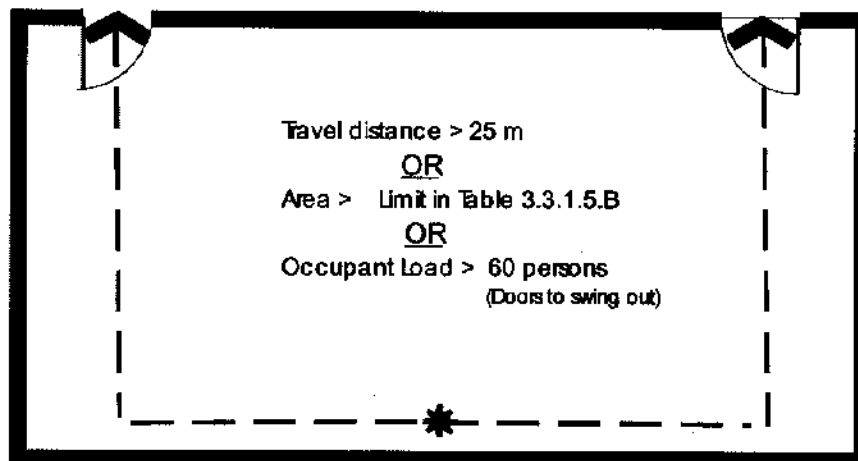 Travel distance > 25 m
OR
Area > Limit in Table 3.3.1.5.B
OR
Occupant Load > 60 persons
(Doors to swing out)